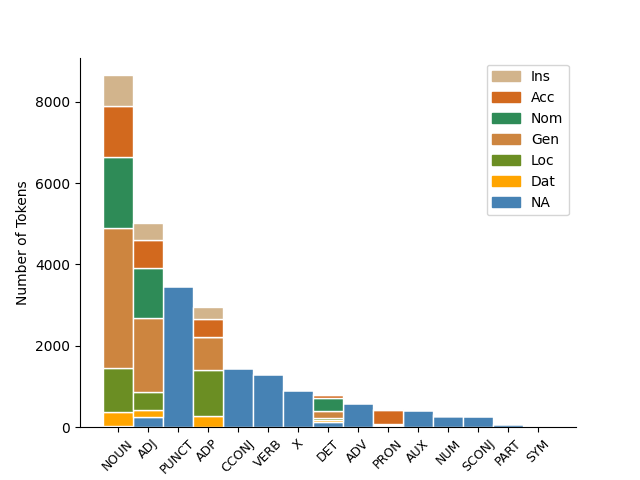 Ins
Acc
Nom
Gen
Loc
Dat
NA
Number of Tokens
8000
6000
4000
2000
0
NOUN
ADJ
PUNCT
ADP
CCONJ
VERB
X
DET
ADV
PRON
AUX
NUM
SCONJ
PART
SYM